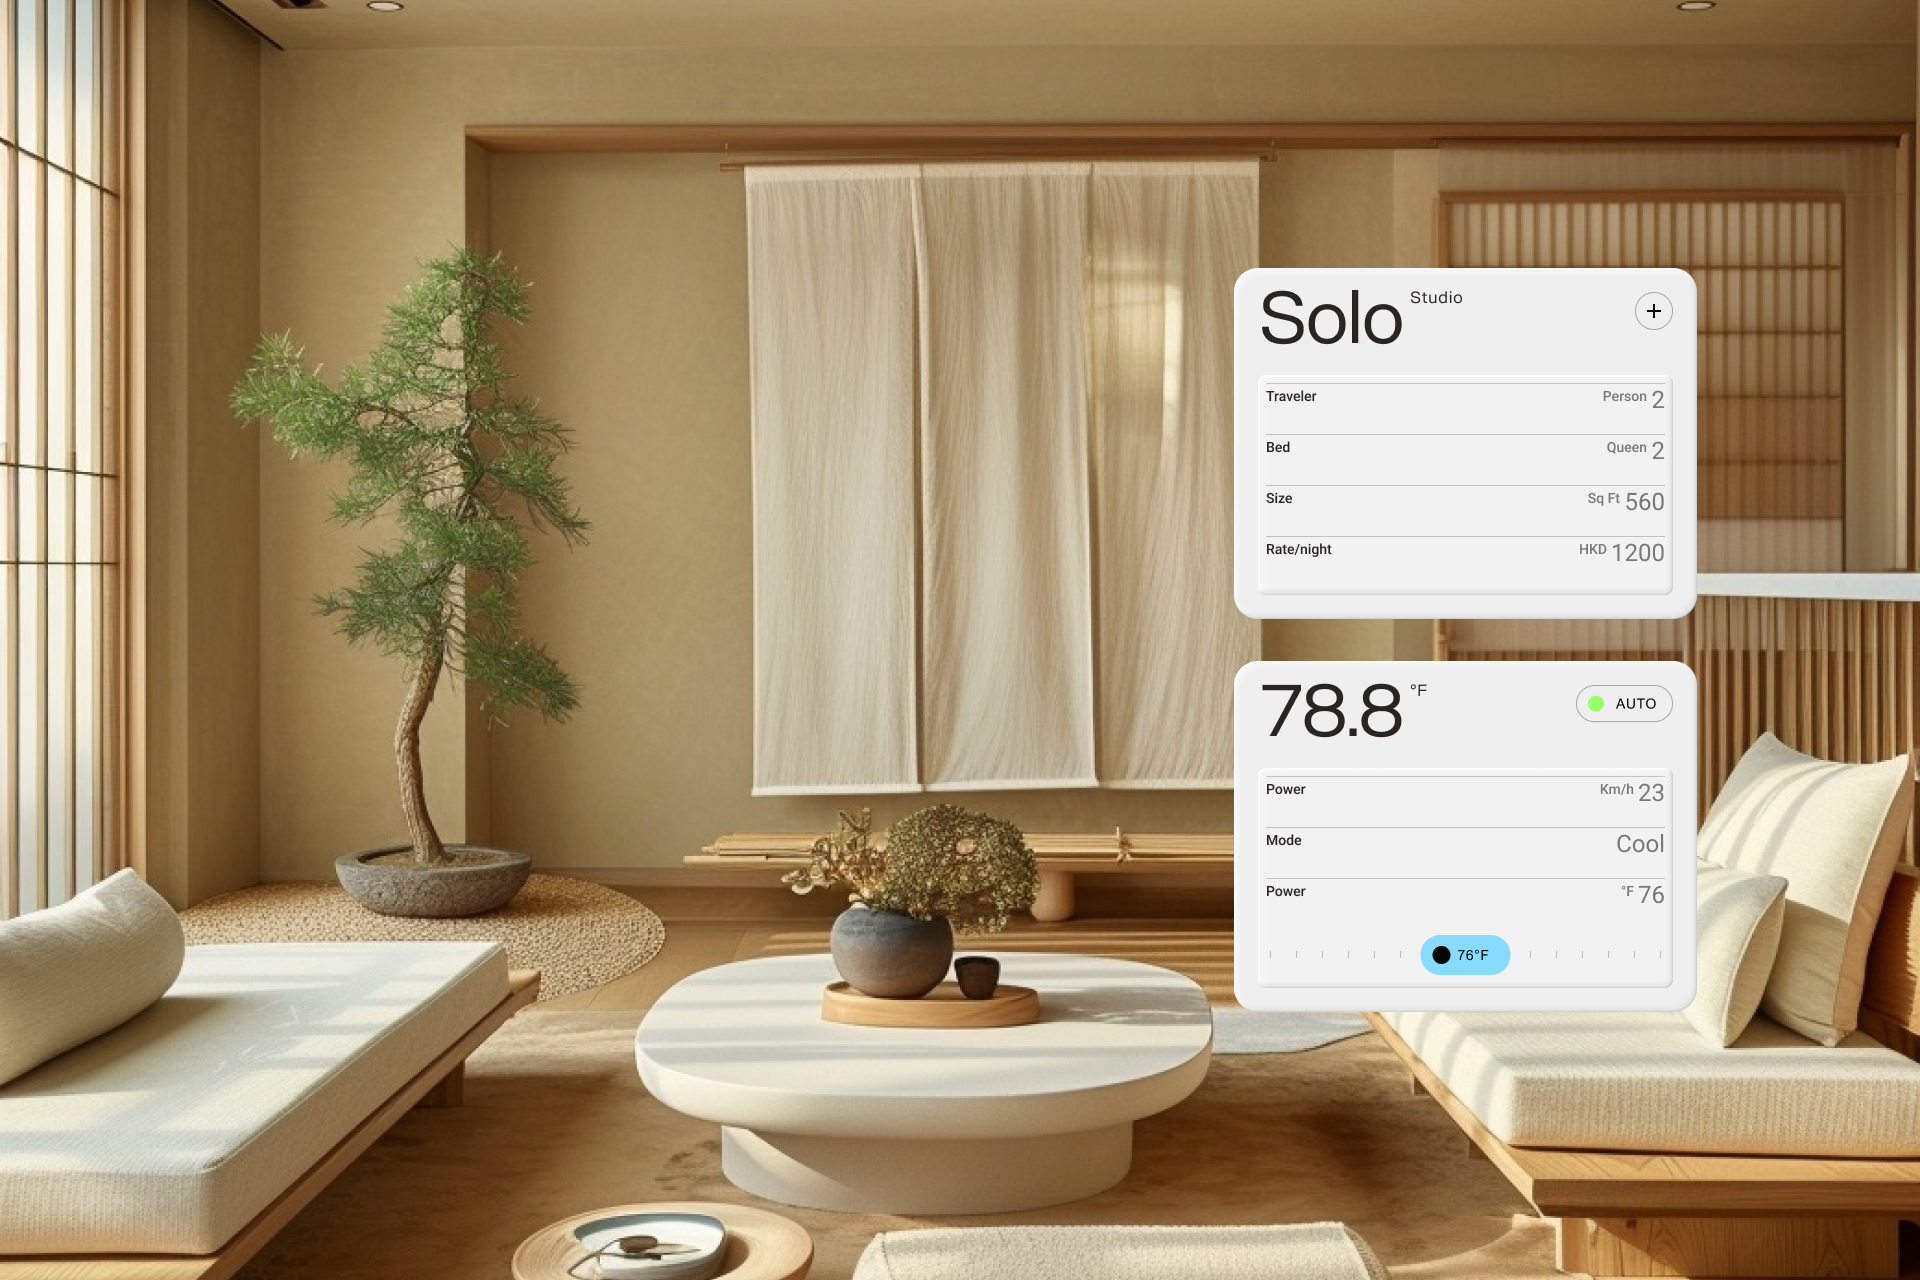 Solo Studio
+
Traveler Person 2
Bed Queen 2
Size Sq Ft 560
Rate/night HKD 1200
78.8 °F
AUTO
Power Km/h 23
Mode Cool
Power °F 76
76°F